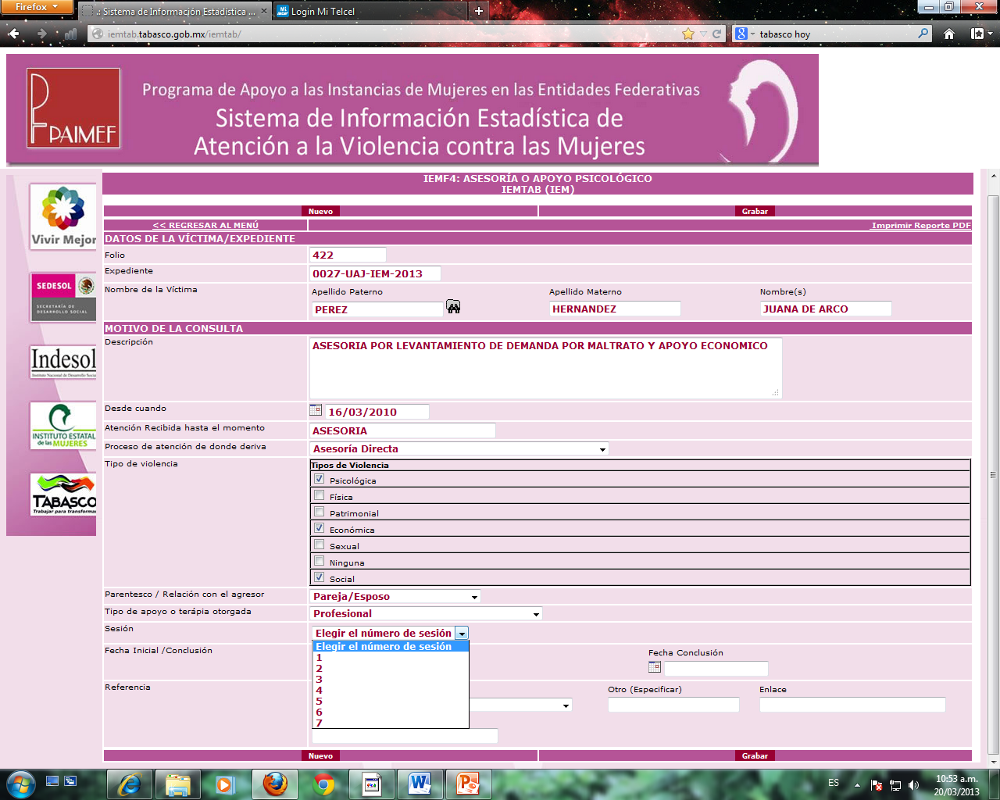 Firefox
.: Sistema de Información Estadística ...
Login Mi Telcel
iemtab.tabasco.gob.mx/iemtab/
tabasco hoy
PAIMEF
Programa de Apoyo a las Instancias de Mujeres en las Entidades Federativas
Sistema de Información Estadística de
Atención a la Violencia contra las Mujeres
IEMF4: ASESORÍA O APOYO PSICOLÓGICO
IEMTAB (IEM)
Nuevo Grabar
<< REGRESAR AL MENÚ Imprimir Reporte PDF
Vivir Mejor
SEDESOL
SECRETARÍA DE
DESARROLLO SOCIAL
Indesol
Instituto Nacional de Desarrollo Social
INSTITUTO ESTATAL
de las MUJERES
TABASCO
Trabajar para transformar
DATOS DE LA VÍCTIMA/EXPEDIENTE
Folio 422
Expediente 0027-UAJ-IEM-2013
Nombre de la Víctima Apellido Paterno Apellido Materno Nombre(s)
PEREZ HERNANDEZ JUANA DE ARCO
MOTIVO DE LA CONSULTA
Descripción ASESORIA POR LEVANTAMIENTO DE DEMANDA POR MALTRATO Y APOYO ECONOMICO
Desde cuando 16/03/2010
Atención Recibida hasta el momento ASESORIA
Proceso de atención de donde deriva Asesoría Directa
Tipo de violencia Tipos de Violencia
Psicológica
Física
Patrimonial
Económica
Sexual
Ninguna
Social
Parentesco / Relación con el agresor Pareja/Esposo
Tipo de apoyo o terápia otorgada Profesional
Sesión Elegir el número de sesión
Elegir el número de sesión
1
2
3
4
5
6
7
Fecha Inicial /Conclusión Fecha Conclusión
Referencia Otro (Especificar) Enlace
Nuevo Grabar
ES
10:53 a.m.
20/03/2013